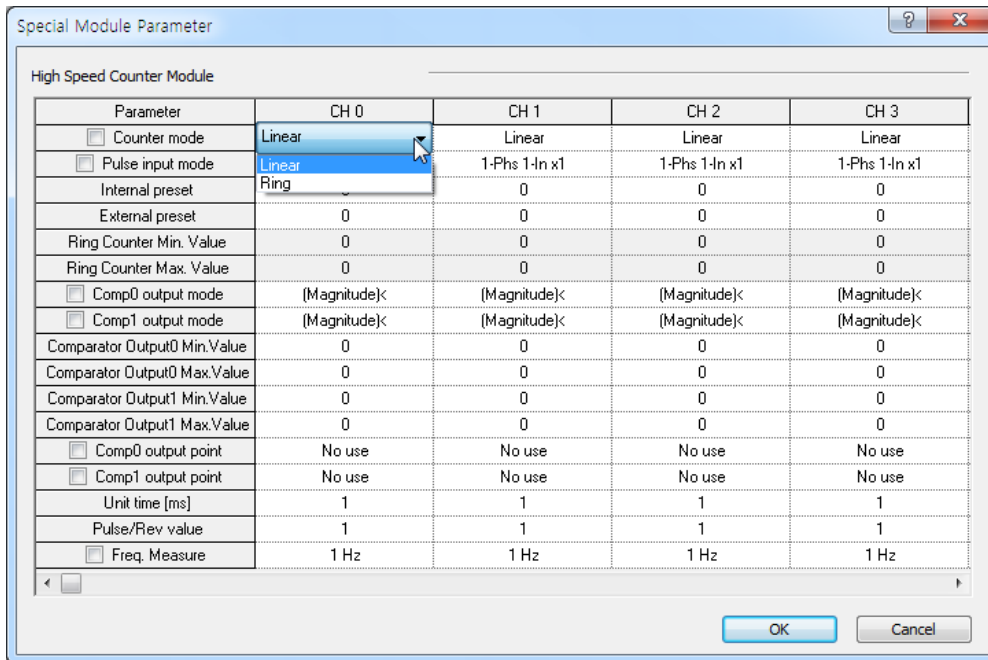 Special Module Parameter
High Speed Counter Module
Parameter CH 0 CH 1 CH 2 CH 3
Counter mode Linear Linear Linear Linear
Linear
Ring
Pulse input mode 1-Phs 1-In x1 1-Phs 1-In x1 1-Phs 1-In x1
Internal preset 0 0 0
External preset 0 0 0 0
Ring Counter Min. Value 0 0 0 0
Ring Counter Max. Value 0 0 0 0
Comp0 output mode (Magnitude)< (Magnitude)< (Magnitude)< (Magnitude)<
Comp1 output mode (Magnitude)< (Magnitude)< (Magnitude)< (Magnitude)<
Comparator Output0 Min.Value 0 0 0 0
Comparator Output0 Max.Value 0 0 0 0
Comparator Output1 Min.Value 0 0 0 0
Comparator Output1 Max.Value 0 0 0 0
Comp0 output point No use No use No use No use
Comp1 output point No use No use No use No use
Unit time [ms] 1 1 1 1
Pulse/Rev value 1 1 1 1
Freq. Measure 1 Hz 1 Hz 1 Hz 1 Hz
OK Cancel